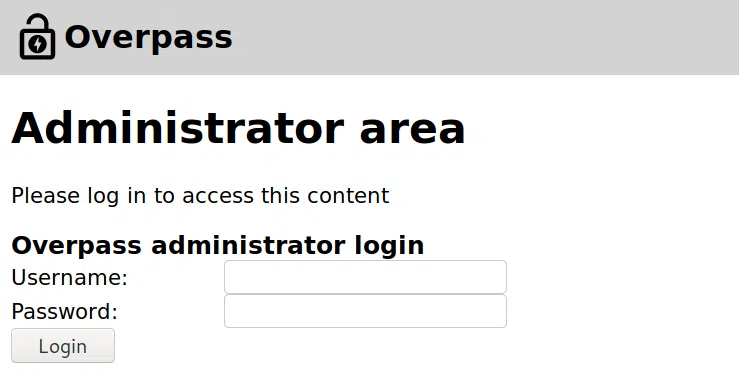 Overpass
Administrator area
Please log in to access this content
Overpass administrator login
Username:
Password:
Login